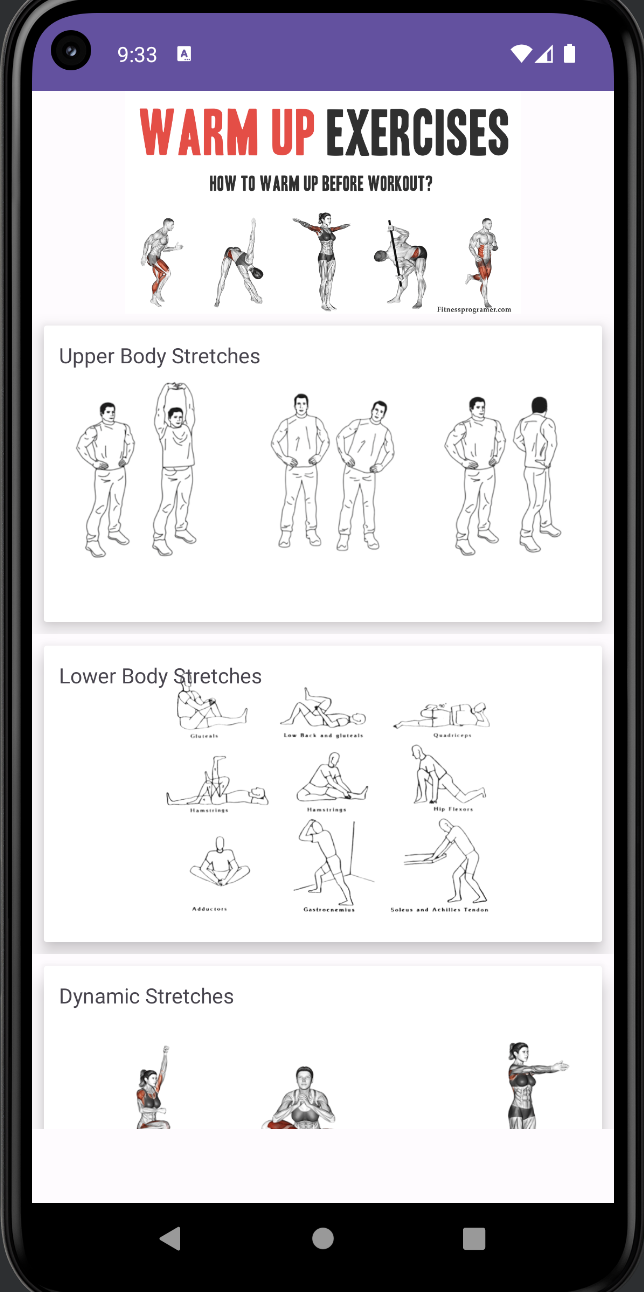 9:33
A
WARM UP EXERCISES
HOW TO WARM UP BEFORE WORKOUT?
Fitnessprogramer.com
Upper Body Stretches
Lower Body Stretches
Gluteals
Low Back and gluteals
Quadriceps
Hamstrings
Hamstrings
Hip Flexors
Adductors
Gastrocnemius
Soleus and Achilles Tendon
Dynamic Stretches